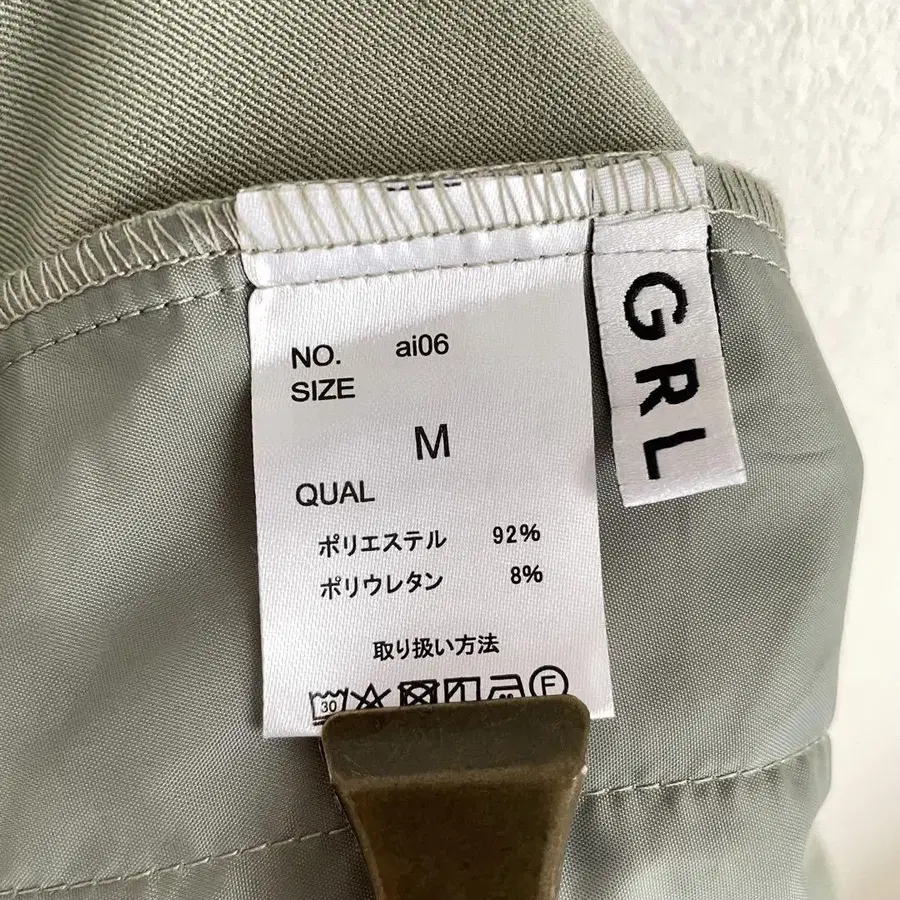 NO. ai06
SIZE
M
QUAL
ポリエステル 92%
ポリウレタン 8%
取り扱い方法
30
F
GRL